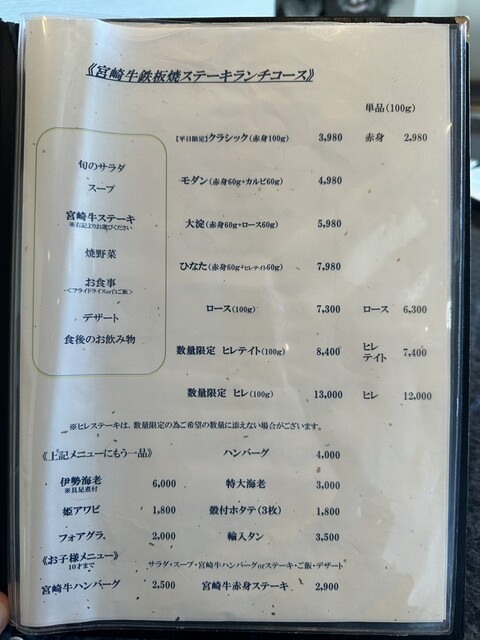 《宮崎牛鉄板焼ステーキランチコース》
単品(100g)
旬のサラダ
スープ
宮崎牛ステーキ
※右記よりお選びください
焼野菜
お食事
<フライドライスor白ご飯>
デザート
食後のお飲み物
【平日限定】クラシック(赤身100g) 3,980 赤身 2,980
モダン(赤身60g+カルビ60g) 4,980
大淀(赤身60g+ロース60g) 5,980
ひなた(赤身60g+ヒレテイト60g) 7,980
ロース(100g) 7,300 ロース 6,300
数量限定 ヒレテイト(100g) 8,400 ヒレテイト 7,400
数量限定 ヒレ(100g) 13,000 ヒレ 12,000
※ヒレステーキは、数量限定の為ご希望の数量に添えない場合がございます。
《上記メニューにもう一品》 ハンバーグ 4,000
伊勢海老 6,000 特大海老 3,000
※具足煮付
姫アワビ 1,800 殻付ホタテ(3枚) 1,800
フォアグラ 2,000 輸入タン 3,500
《お子様メニュー》 サラダ・スープ・宮崎牛ハンバーグorステーキ・ご飯・デザート
10才まで
宮崎牛ハンバーグ 2,500 宮崎牛赤身ステーキ 2,900